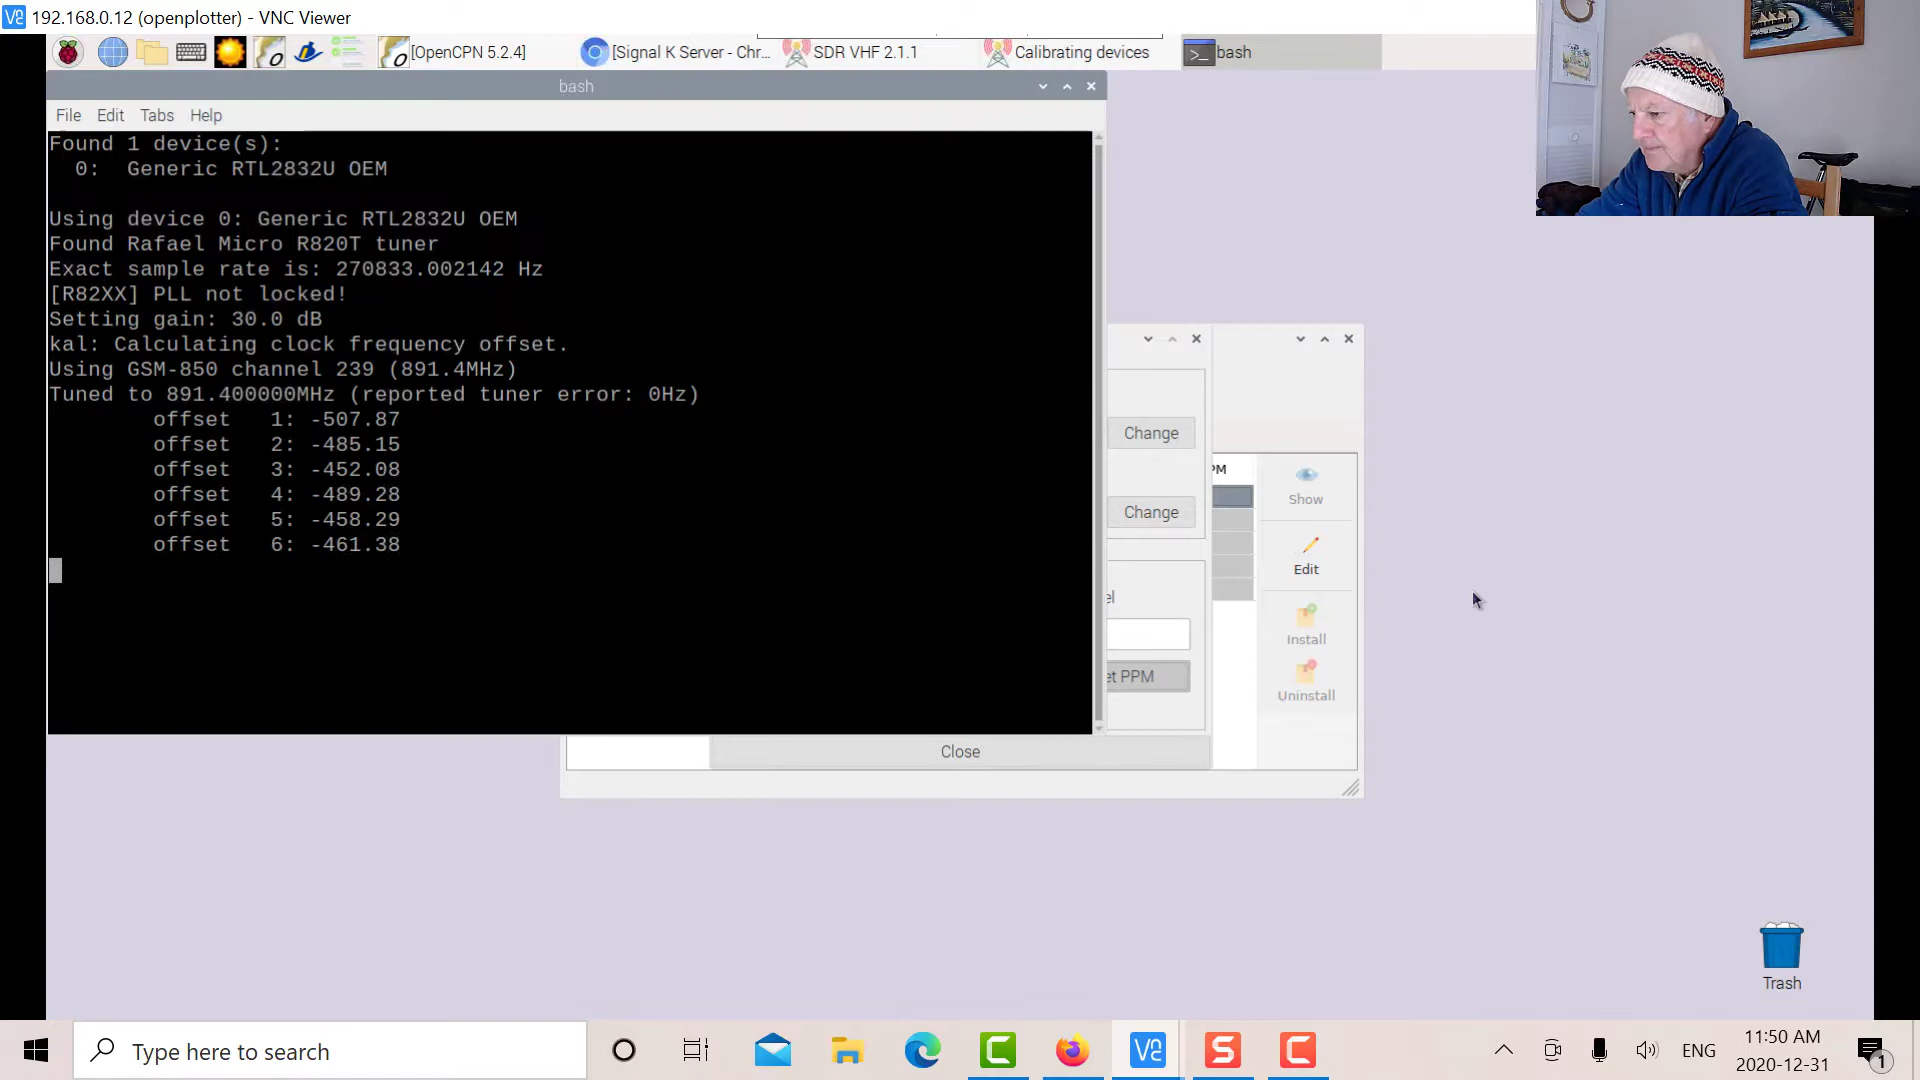 192.168.0.12 (openplotter) - VNC Viewer
[OpenCPN 5.2.4]
[Signal K Server - Chr...
SDR VHF 2.1.1
Calibrating devices
bash
bash
File Edit Tabs Help
Found 1 device(s):
0: Generic RTL2832U OEM
Using device 0: Generic RTL2832U OEM
Found Rafael Micro R820T tuner
Exact sample rate is: 270833.002142 Hz
[R82XX] PLL not locked!
Setting gain: 30.0 dB
kal: Calculating clock frequency offset.
Using GSM-850 channel 239 (891.4MHz)
Tuned to 891.400000MHz (reported tuner error: 0Hz)
offset 1: -507.87
offset 2: -485.15
offset 3: -452.08
offset 4: -489.28
offset 5: -458.29
offset 6: -461.38
Change
Change
el
et PPM
Close
PM
Show
Edit
Install
Uninstall
Trash
Type here to search
ENG
11:50 AM
2020-12-31
1